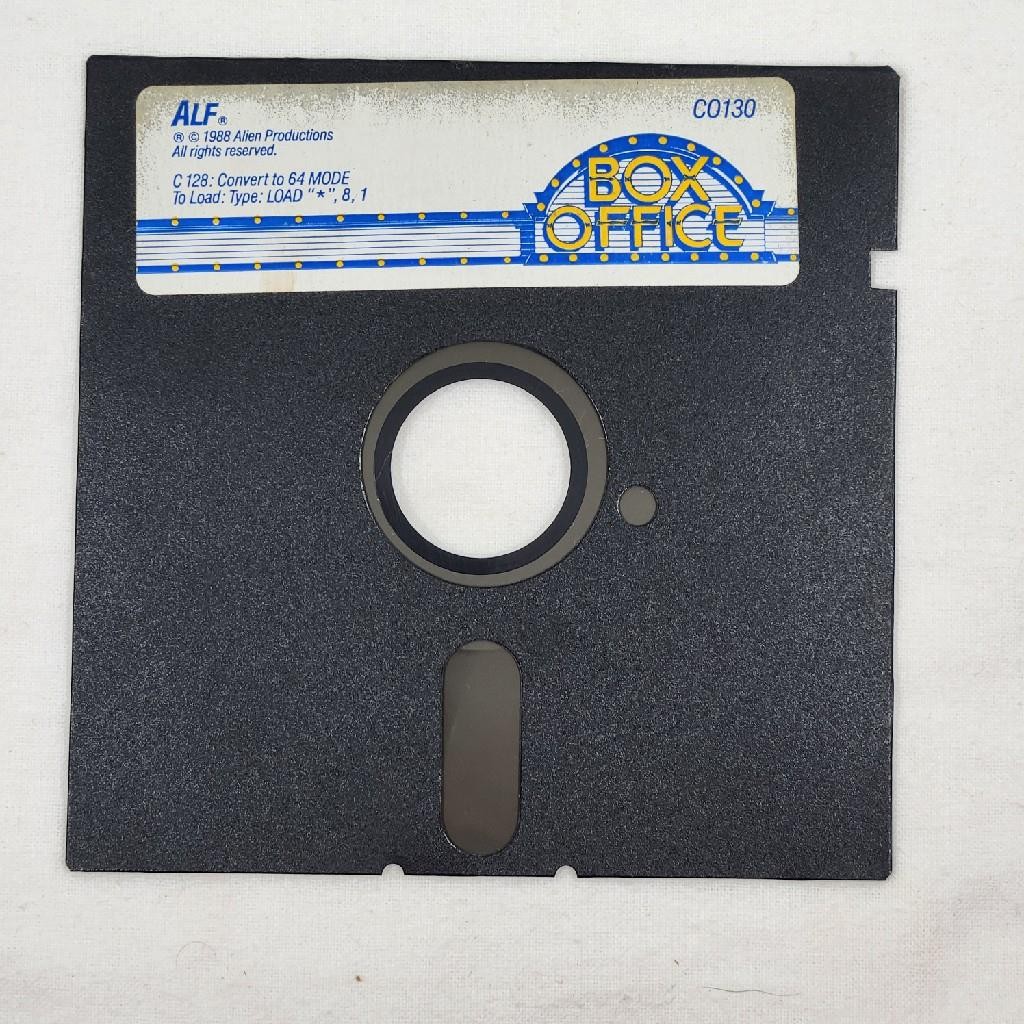 ALF®
CO130
® © 1988 Alien Productions
All rights reserved.
C 128: Convert to 64 MODE
To Load: Type: LOAD "*", 8, 1
BOX
OFFICE